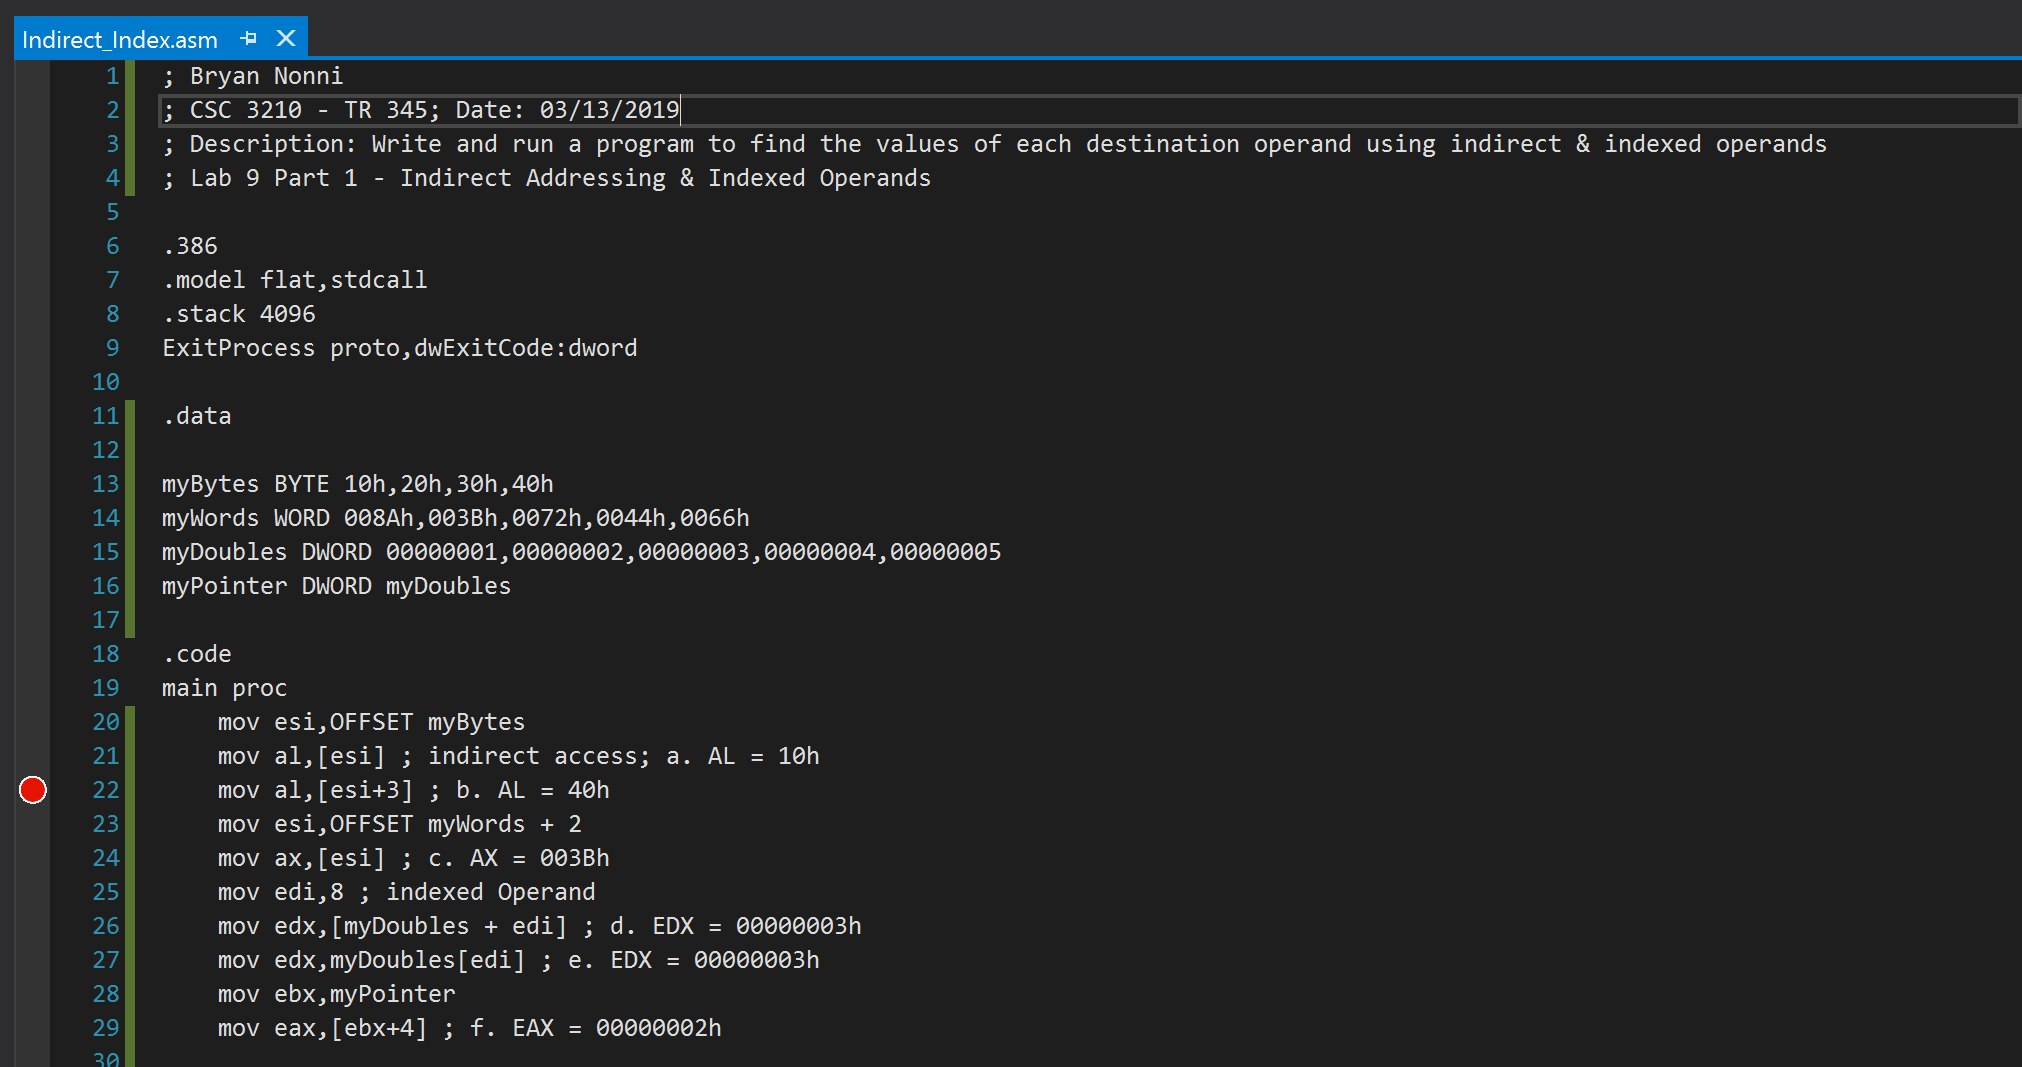 Indirect_Index.asm
1 ; Bryan Nonni
2 ; CSC 3210 - TR 345; Date: 03/13/2019
3 ; Description: Write and run a program to find the values of each destination operand using indirect & indexed operands
4 ; Lab 9 Part 1 - Indirect Addressing & Indexed Operands
5
6 .386
7 .model flat,stdcall
8 .stack 4096
9 ExitProcess proto,dwExitCode:dword
10
11 .data
12
13 myBytes BYTE 10h,20h,30h,40h
14 myWords WORD 008Ah,003Bh,0072h,0044h,0066h
15 myDoubles DWORD 00000001,00000002,00000003,00000004,00000005
16 myPointer DWORD myDoubles
17
18 .code
19 main proc
20 mov esi,OFFSET myBytes
21 mov al,[esi] ; indirect access; a. AL = 10h
22 mov al,[esi+3] ; b. AL = 40h
23 mov esi,OFFSET myWords + 2
24 mov ax,[esi] ; c. AX = 003Bh
25 mov edi,8 ; indexed Operand
26 mov edx,[myDoubles + edi] ; d. EDX = 00000003h
27 mov edx,myDoubles[edi] ; e. EDX = 00000003h
28 mov ebx,myPointer
29 mov eax,[ebx+4] ; f. EAX = 00000002h
30